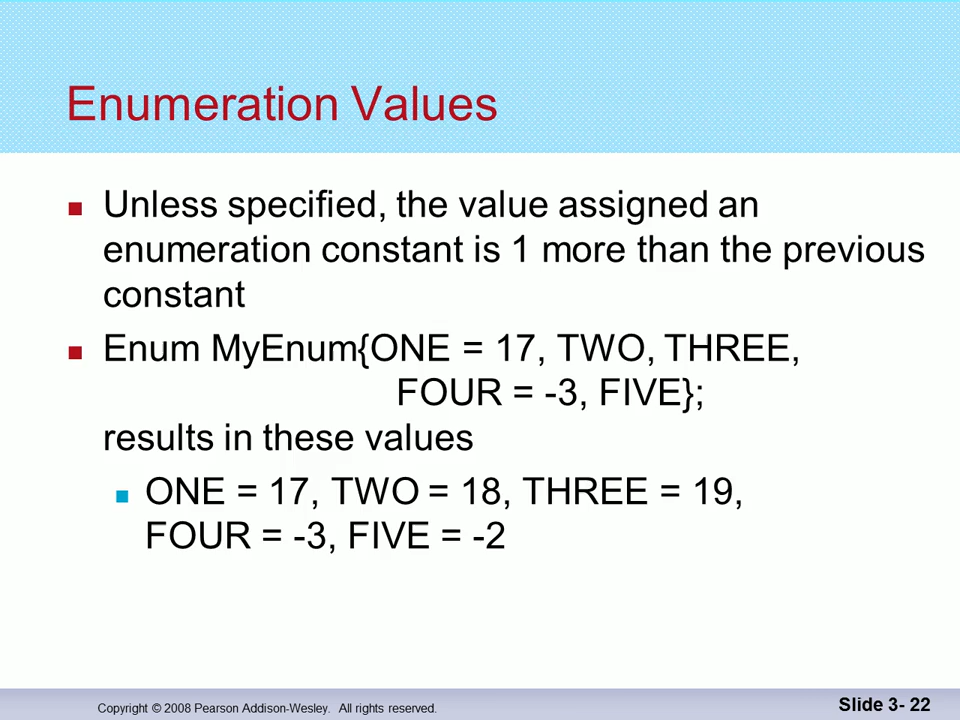 Enumeration Values
Unless specified, the value assigned an
enumeration constant is 1 more than the previous
constant
Enum MyEnum{ONE = 17, TWO, THREE,
FOUR = -3, FIVE};
results in these values
ONE = 17, TWO = 18, THREE = 19,
FOUR = -3, FIVE = -2
Copyright © 2008 Pearson Addison-Wesley. All rights reserved.
Slide 3- 22